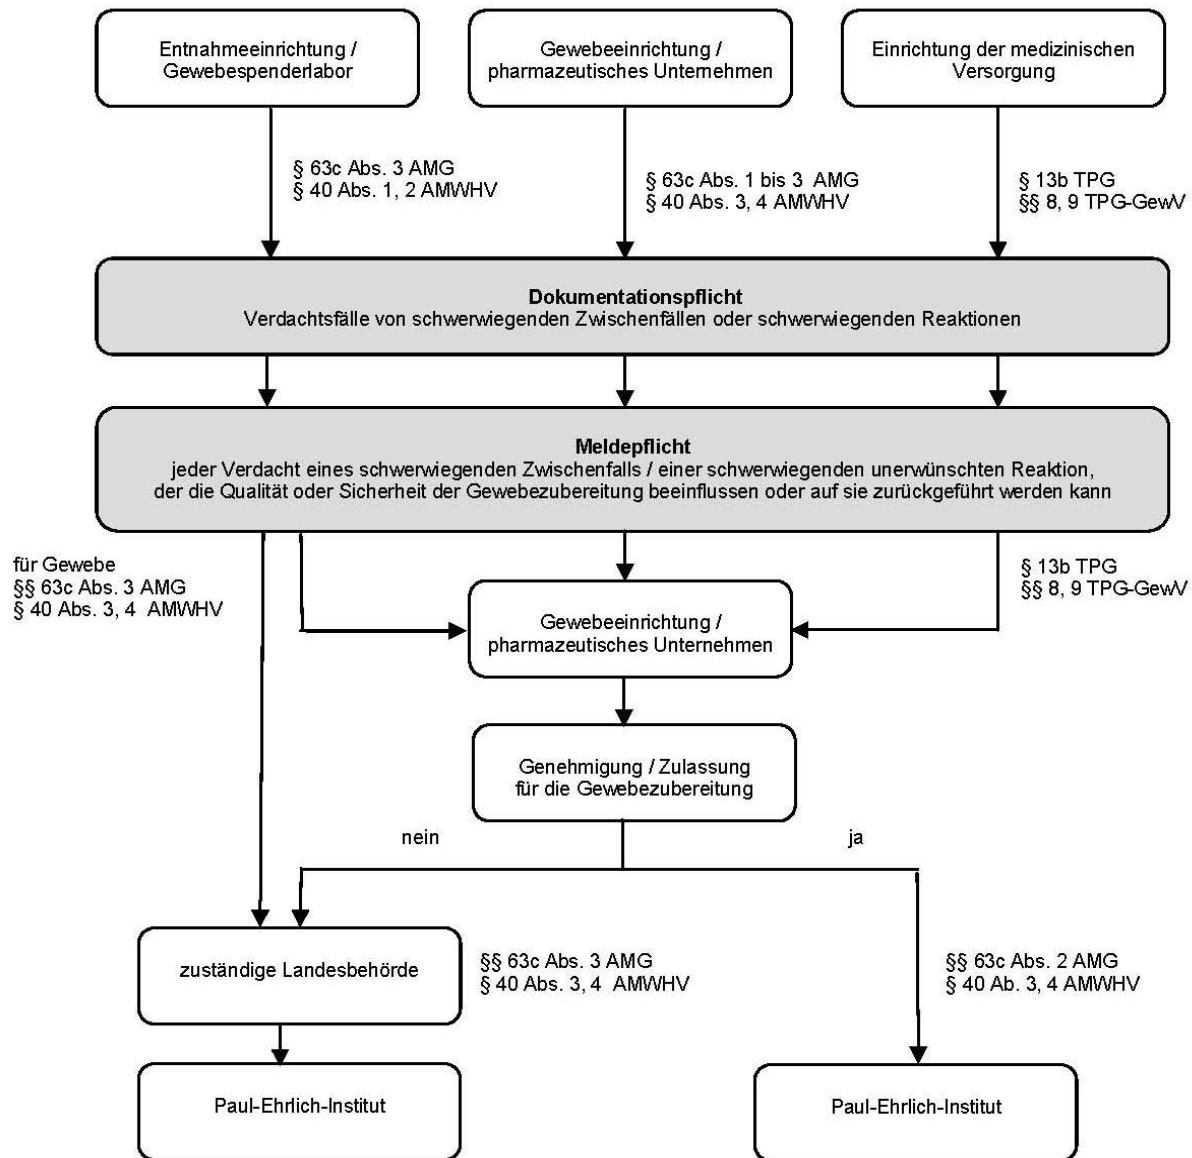 Entnahmeeinrichtung /
Gewebespenderlabor
Gewebeeinrichtung /
pharmazeutisches Unternehmen
Einrichtung der medizinischen
Versorgung
§ 63c Abs. 3 AMG
§ 40 Abs. 1, 2 AMWHV
§ 63c Abs. 1 bis 3 AMG
§ 40 Abs. 3, 4 AMWHV
§ 13b TPG
§§ 8, 9 TPG-GewV
Dokumentationspflicht
Verdachtsfälle von schwerwiegenden Zwischenfällen oder schwerwiegenden Reaktionen
Meldepflicht
jeder Verdacht eines schwerwiegenden Zwischenfalls / einer schwerwiegenden unerwünschten Reaktion,
der die Qualität oder Sicherheit der Gewebezubereitung beeinflussen oder auf sie zurückgeführt werden kann
für Gewebe
§§ 63c Abs. 3 AMG
§ 40 Abs. 3, 4 AMWHV
§ 13b TPG
§§ 8, 9 TPG-GewV
Gewebeeinrichtung /
pharmazeutisches Unternehmen
Genehmigung / Zulassung
für die Gewebezubereitung
nein
ja
zuständige Landesbehörde
§§ 63c Abs. 3 AMG
§ 40 Abs. 3, 4 AMWHV
§§ 63c Abs. 2 AMG
§ 40 Ab. 3, 4 AMWHV
Paul-Ehrlich-Institut
Paul-Ehrlich-Institut